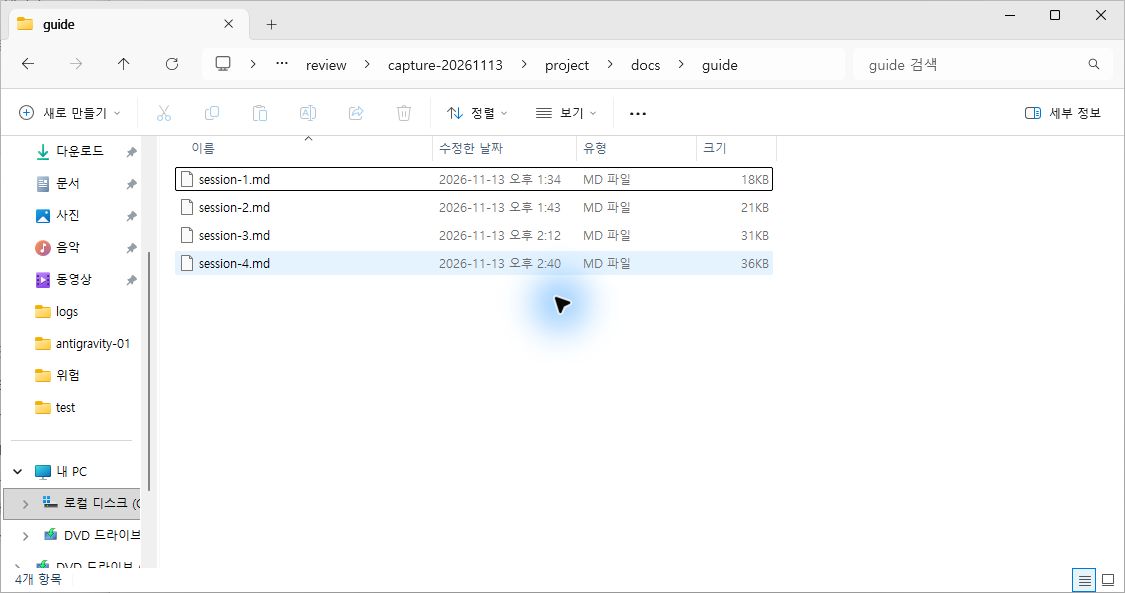 guide
review > capture-20261113 > project > docs > guide
guide 검색
새로 만들기
정렬
보기
세부 정보
다운로드
문서
사진
음악
동영상
logs
antigravity-01
위험
test
내 PC
로컬 디스크 (C
DVD 드라이브
DVD 드라이브
이름 수정한 날짜 유형 크기
session-1.md 2026-11-13 오후 1:34 MD 파일 18KB
session-2.md 2026-11-13 오후 1:43 MD 파일 21KB
session-3.md 2026-11-13 오후 2:12 MD 파일 31KB
session-4.md 2026-11-13 오후 2:40 MD 파일 36KB
4개 항목